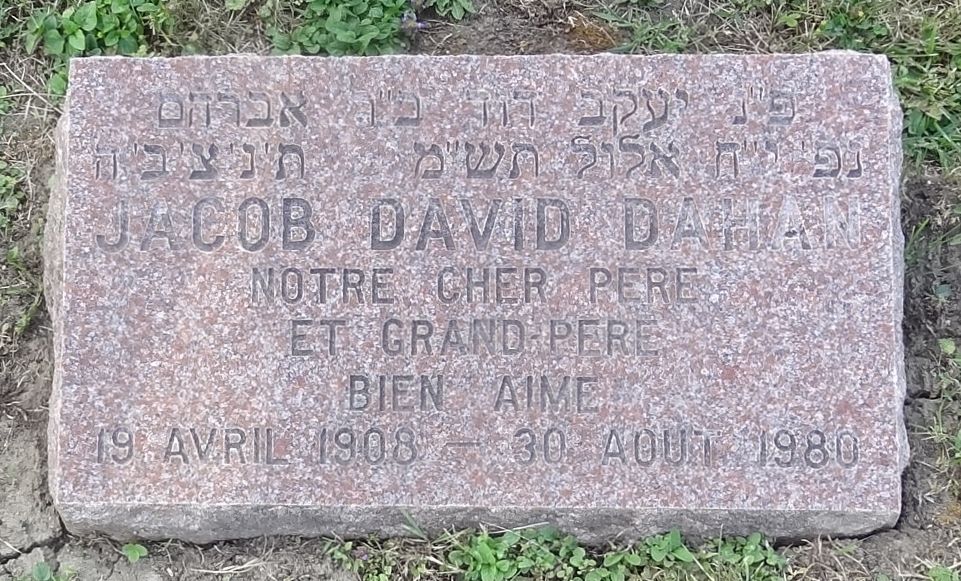 פ"נ יעקב דוד ב"ר אברהם
נפ' י"ח אלול תש"מ ת'נ'צ'ב'ה
JACOB DAVID DAHAN
NOTRE CHER PERE
ET GRAND-PERE
BIEN AIME
19 AVRIL 1908 — 30 AOUT 1980